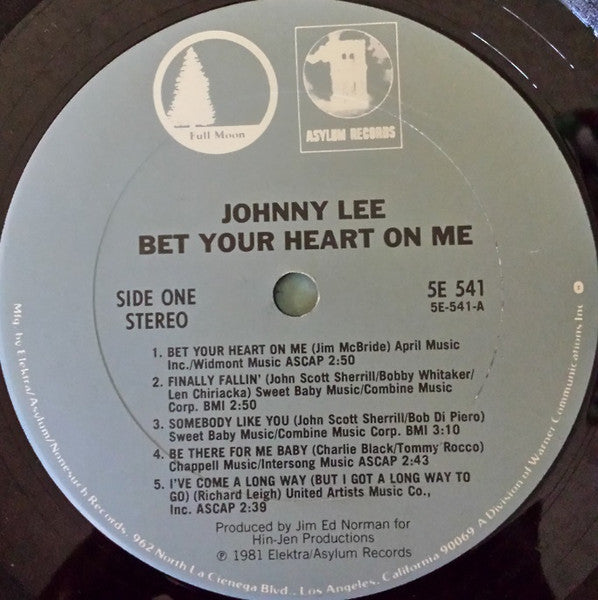 Full Moon
ASYLUM RECORDS
JOHNNY LEE
BET YOUR HEART ON ME
SIDE ONE
STEREO
5E 541
5E-541-A
1. BET YOUR HEART ON ME (Jim McBride) April Music
Inc./Widmont Music ASCAP 2:50
2. FINALLY FALLIN' (John Scott Sherrill/Bobby Whitaker/
Len Chiriacka) Sweet Baby Music/Combine Music
Corp. BMI 2:50
3. SOMEBODY LIKE YOU (John Scott Sherrill/Bob Di Piero)
Sweet Baby Music/Combine Music Corp. BMI 3:10
4. BE THERE FOR ME BABY (Charlie Black/Tommy Rocco)
Chappell Music/Intersong Music ASCAP 2:43
5. I'VE COME A LONG WAY (BUT I GOT A LONG WAY TO
GO) (Richard Leigh) United Artists Music Co.,
Inc. ASCAP 2:39
Produced by Jim Ed Norman for
Hin-Jen Productions
℗ 1981 Elektra/Asylum Records
Mfg. by Elektra/Asylum/Nonesuch Records, 962 North La Cienega Blvd., Los Angeles, California 90069 A Division of Warner Communications Inc